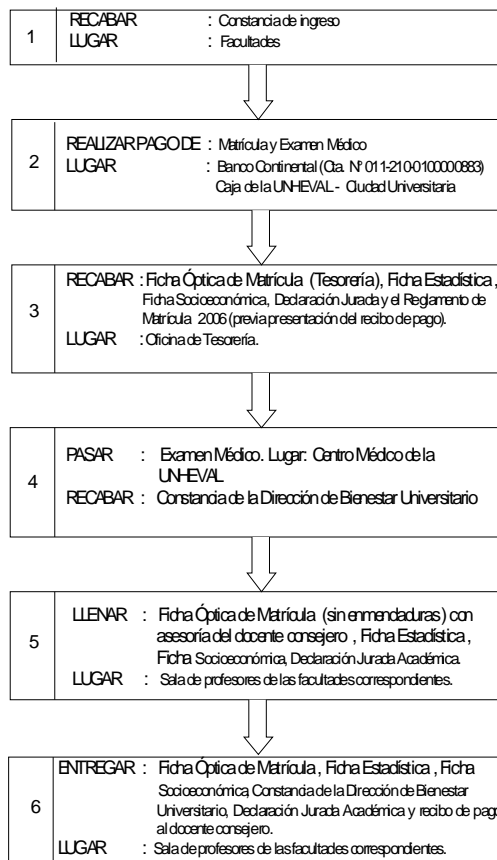 1
RECABAR : Constancia de ingreso
LUGAR : Facultades
2
REALIZAR PAGO DE : Matrícula y Examen Médico
LUGAR : Banco Continental (Cta. Nº 011-210-0100000883)
Caja de la UNHEVAL - Ciudad Universitaria
3
RECABAR : Ficha Óptica de Matrícula (Tesorería), Ficha Estadística ,
Ficha Socioeconómica, Declaración Jurada y el Reglamento de
Matrícula 2006 (previa presentación del recibo de pago).
LUGAR : Oficina de Tesorería.
4
PASAR : Examen Médico. Lugar: Centro Médico de la
UNHEVAL
RECABAR : Constancia de la Dirección de Bienestar Universitario
5
LLENAR : Ficha Óptica de Matrícula (sin enmendaduras) con
asesoría del docente consejero , Ficha Estadística ,
Ficha Socioeconómica, Declaración Jurada Académica.
LUGAR : Sala de profesores de las facultades correspondientes.
6
ENTREGAR : Ficha Óptica de Matrícula , Ficha Estadística , Ficha
Socioeconómica, Constancia de la Dirección de Bienestar
Universitario, Declaración Jurada Académica y recibo de pago
al docente consejero.
LUGAR : Sala de profesores de las facultades correspondientes.